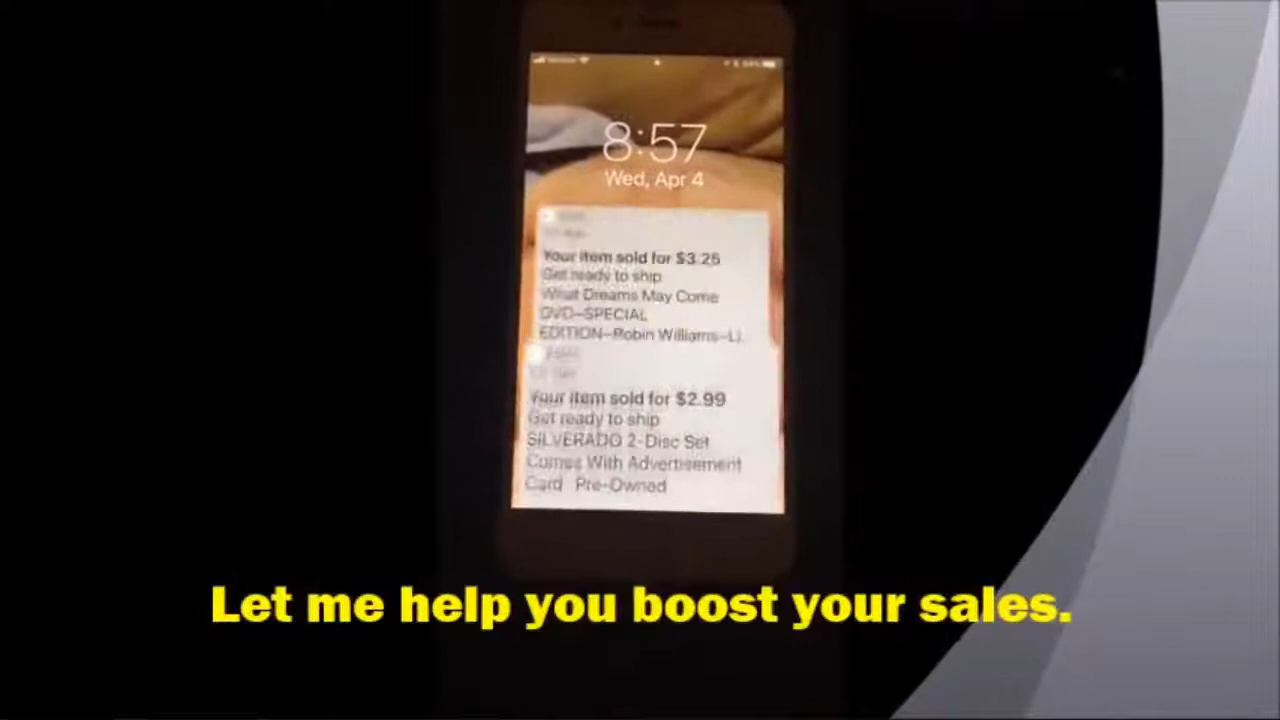 8:57
Wed, Apr 4
Your item sold for $3.25
Get ready to ship
What Dreams May Come
DVD-SPECIAL
EDITION-Robin Williams-Li.
Your item sold for $2.99
Get ready to ship
SILVERADO 2-Disc Set
Comes With Advertisement
Card Pre-Owned
Let me help you boost your sales.